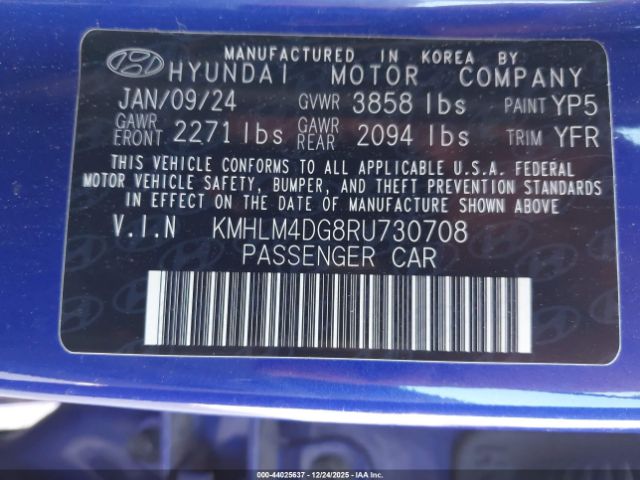 MANUFACTURED IN KOREA BY
HYUNDAI MOTOR COMPANY
JAN/09/24 GVWR 3858 lbs PAINT YP5
GAWR FRONT 2271 lbs GAWR REAR 2094 lbs TRIM YFR
THIS VEHICLE CONFORMS TO ALL APPLICABLE U.S.A. FEDERAL
MOTOR VEHICLE SAFETY, BUMPER, AND THEFT PREVENTION STANDARDS
IN EFFECT ON THE DATE OF MANUFACTURE SHOWN ABOVE
V.I.N KMHLM4DG8RU730708
PASSENGER CAR
000-44025637 - 12/24/2025 - IAAI.COM